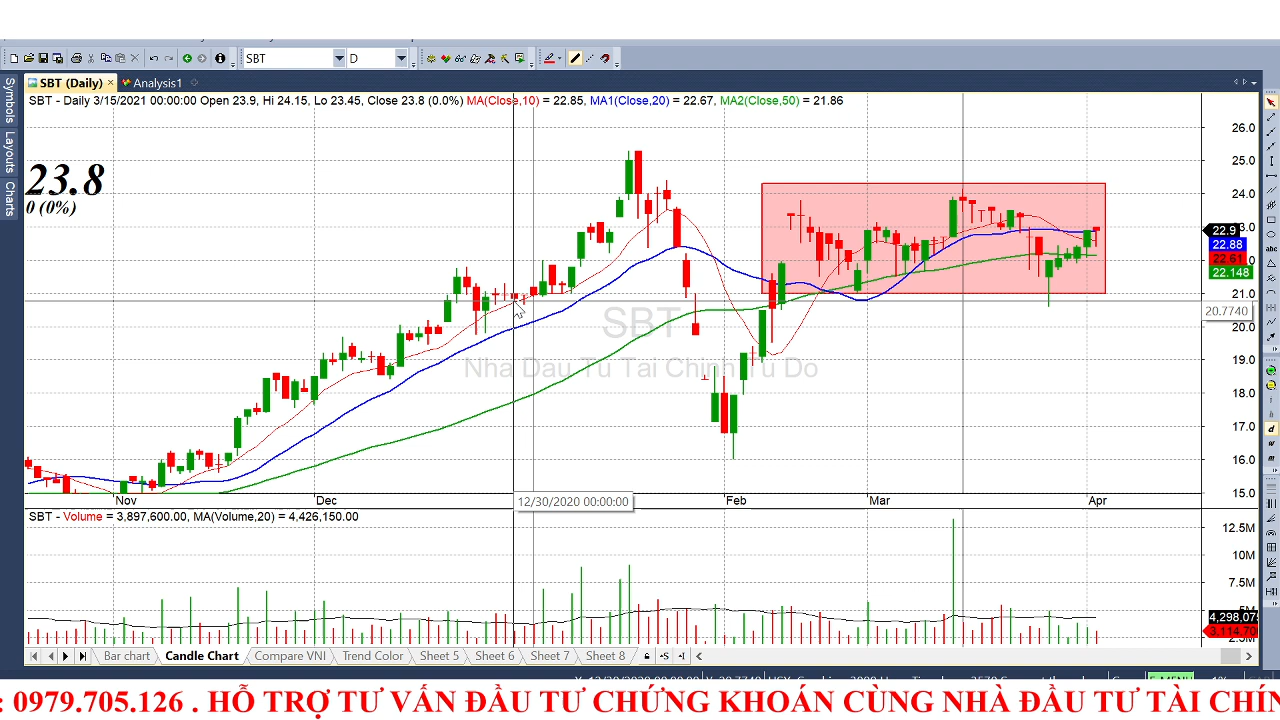 SBT D
SBT (Daily) Analysis1
Symbols
Layouts
Charts
SBT - Daily 3/15/2021 00:00:00 Open 23.9, Hi 24.15, Lo 23.45, Close 23.8 (0.0%) MA(Close,10) = 22.85, MA1(Close,20) = 22.67, MA2(Close,50) = 21.86
23.8
0 (0%)
26.0
25.0
24.0
22.9
22.88
22.61
22.148
21.0
20.7740
20.0
19.0
18.0
17.0
16.0
15.0
SBT
Nha Dau Tu Tai Chinh Tu Do
Nov Dec 12/30/2020 00:00:00 Feb Mar Apr
SBT - Volume = 3,897,600.00, MA(Volume,20) = 4,426,150.00
12.5M
10M
7.5M
4,298,07
3,114,70
Bar chart Candle Chart Compare VNI Trend Color Sheet 5 Sheet 6 Sheet 7 Sheet 8
: 0979.705.126 . HỖ TRỢ TƯ VẤN ĐẦU TƯ CHỨNG KHOÁN CÙNG NHÀ ĐẦU TƯ TÀI CHÍN